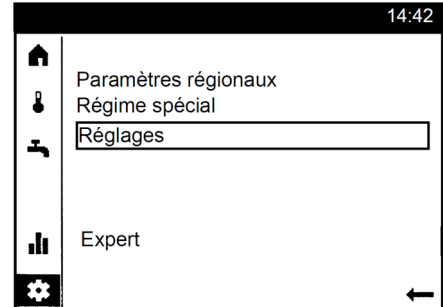 14:42
Paramètres régionaux
Régime spécial
Réglages
Expert